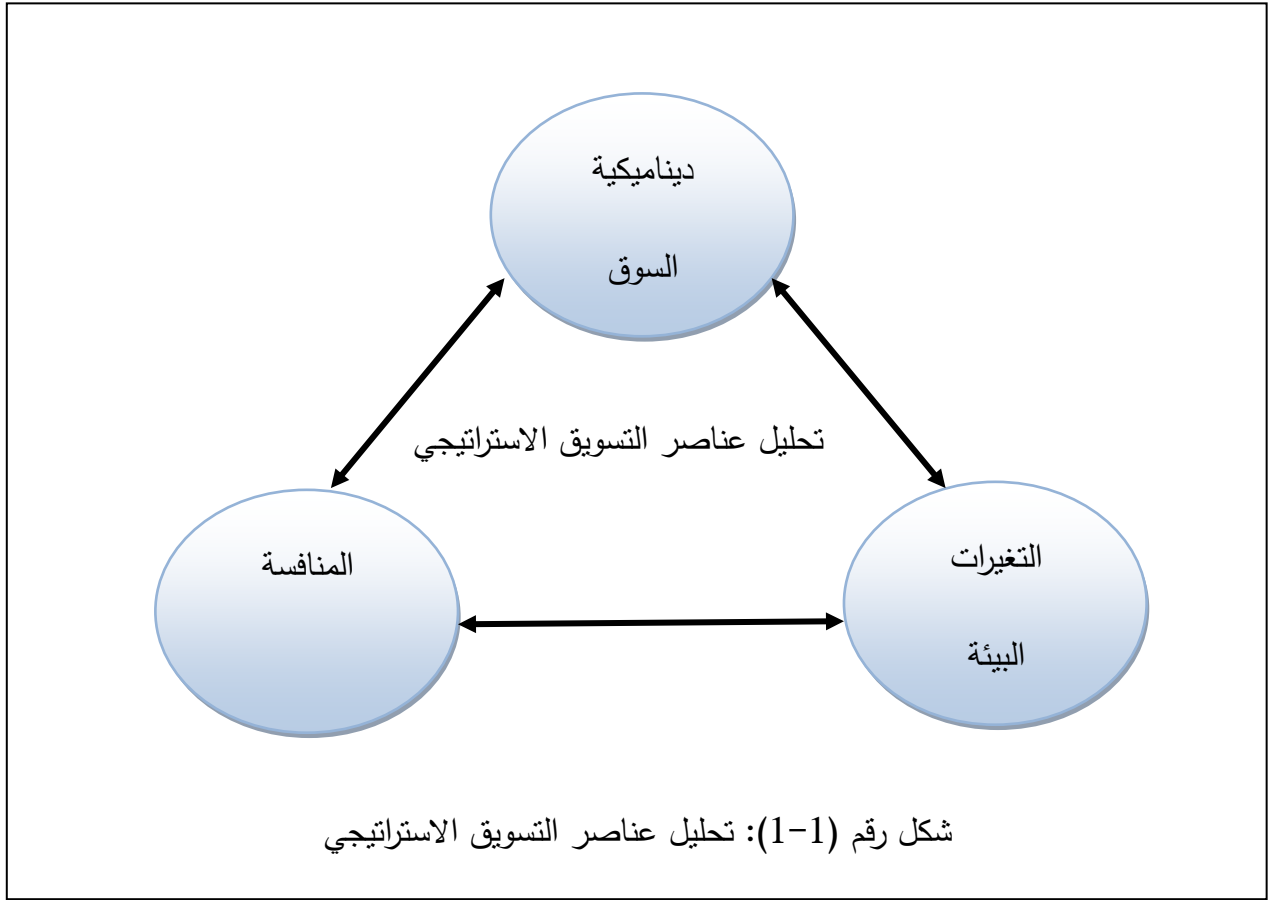 ديناميكية
السوق
تحليل عناصر التسويق الاستراتيجي
التغيرات
البيئة
المنافسة
شكل رقم (1-1): تحليل عناصر التسويق الاستراتيجي